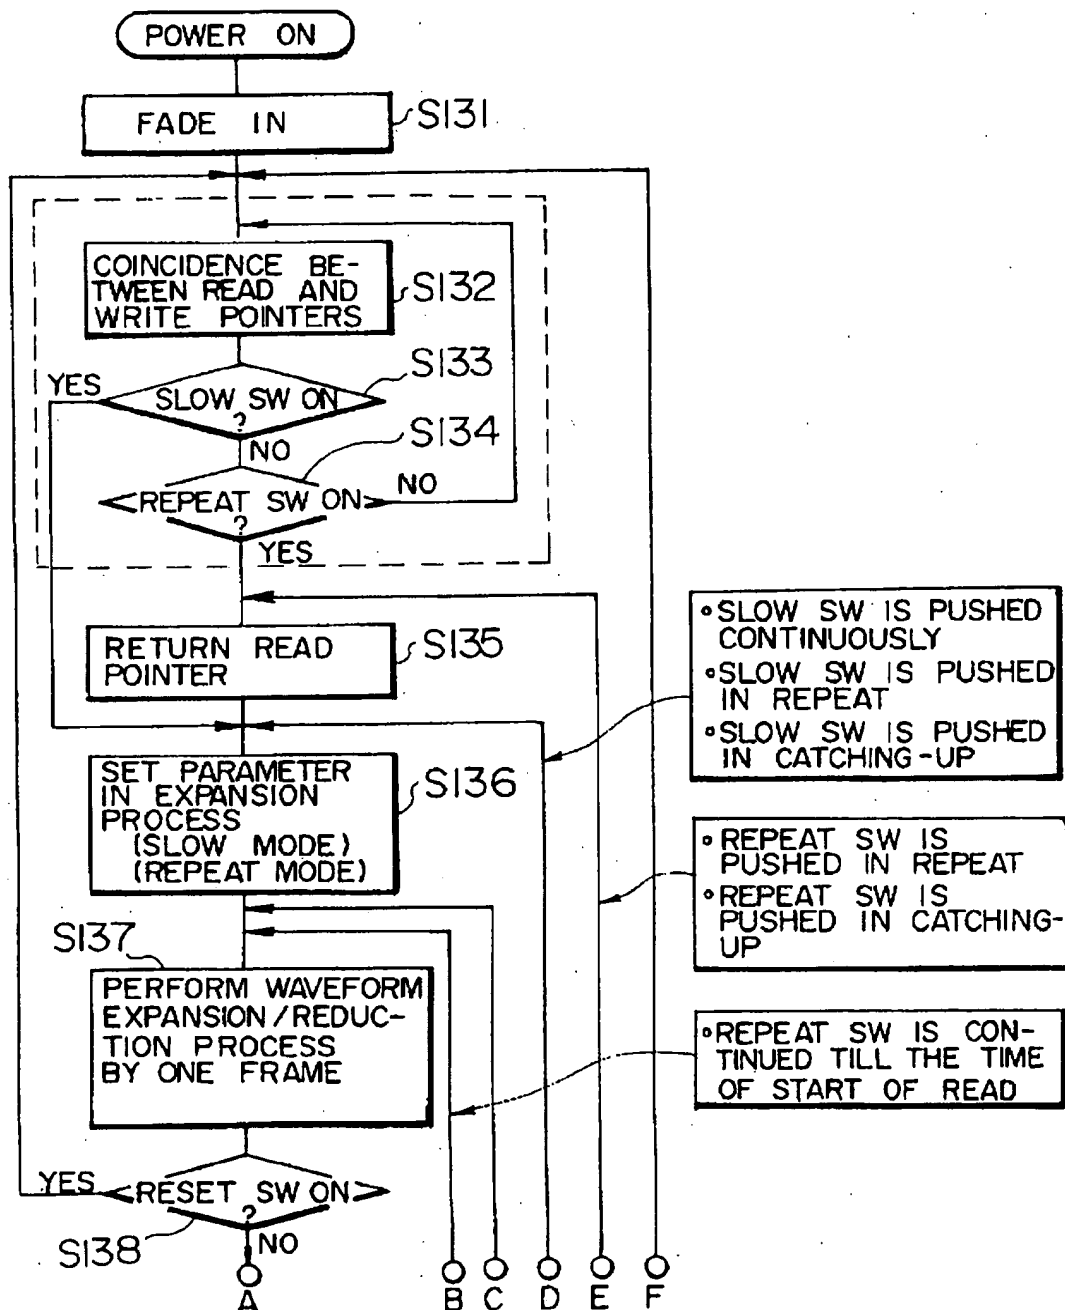 POWER ON
FADE IN
S131
COINCIDENCE BE-
TWEEN READ AND
WRITE POINTERS
S132
S133
YES
SLOW SW ON
?
NO
S134
REPEAT SW ON
?
NO
YES
RETURN READ
POINTER
S135
SET PARAMETER
IN EXPANSION
PROCESS
(SLOW MODE)
(REPEAT MODE)
S136
S137
PERFORM WAVEFORM
EXPANSION/REDUC-
TION PROCESS
BY ONE FRAME
YES
RESET SW ON
?
S138
NO
A
B
C
D
E
F
• SLOW SW IS PUSHED
CONTINUOUSLY
• SLOW SW IS PUSHED
IN REPEAT
• SLOW SW IS PUSHED
IN CATCHING-UP
• REPEAT SW IS
PUSHED IN REPEAT
• REPEAT SW IS
PUSHED IN CATCHING-
UP
• REPEAT SW IS CON-
TINUED TILL THE TIME
OF START OF READ